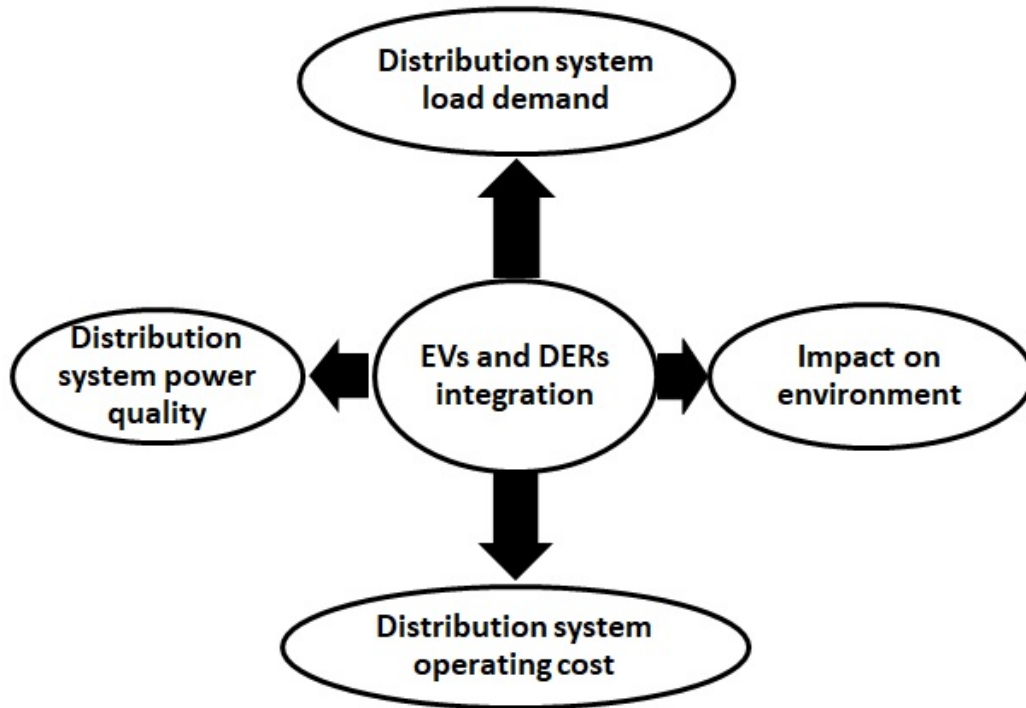 Distribution system
load demand
Distribution
system power
quality
EVs and DERs
integration
Impact on
environment
Distribution system
operating cost